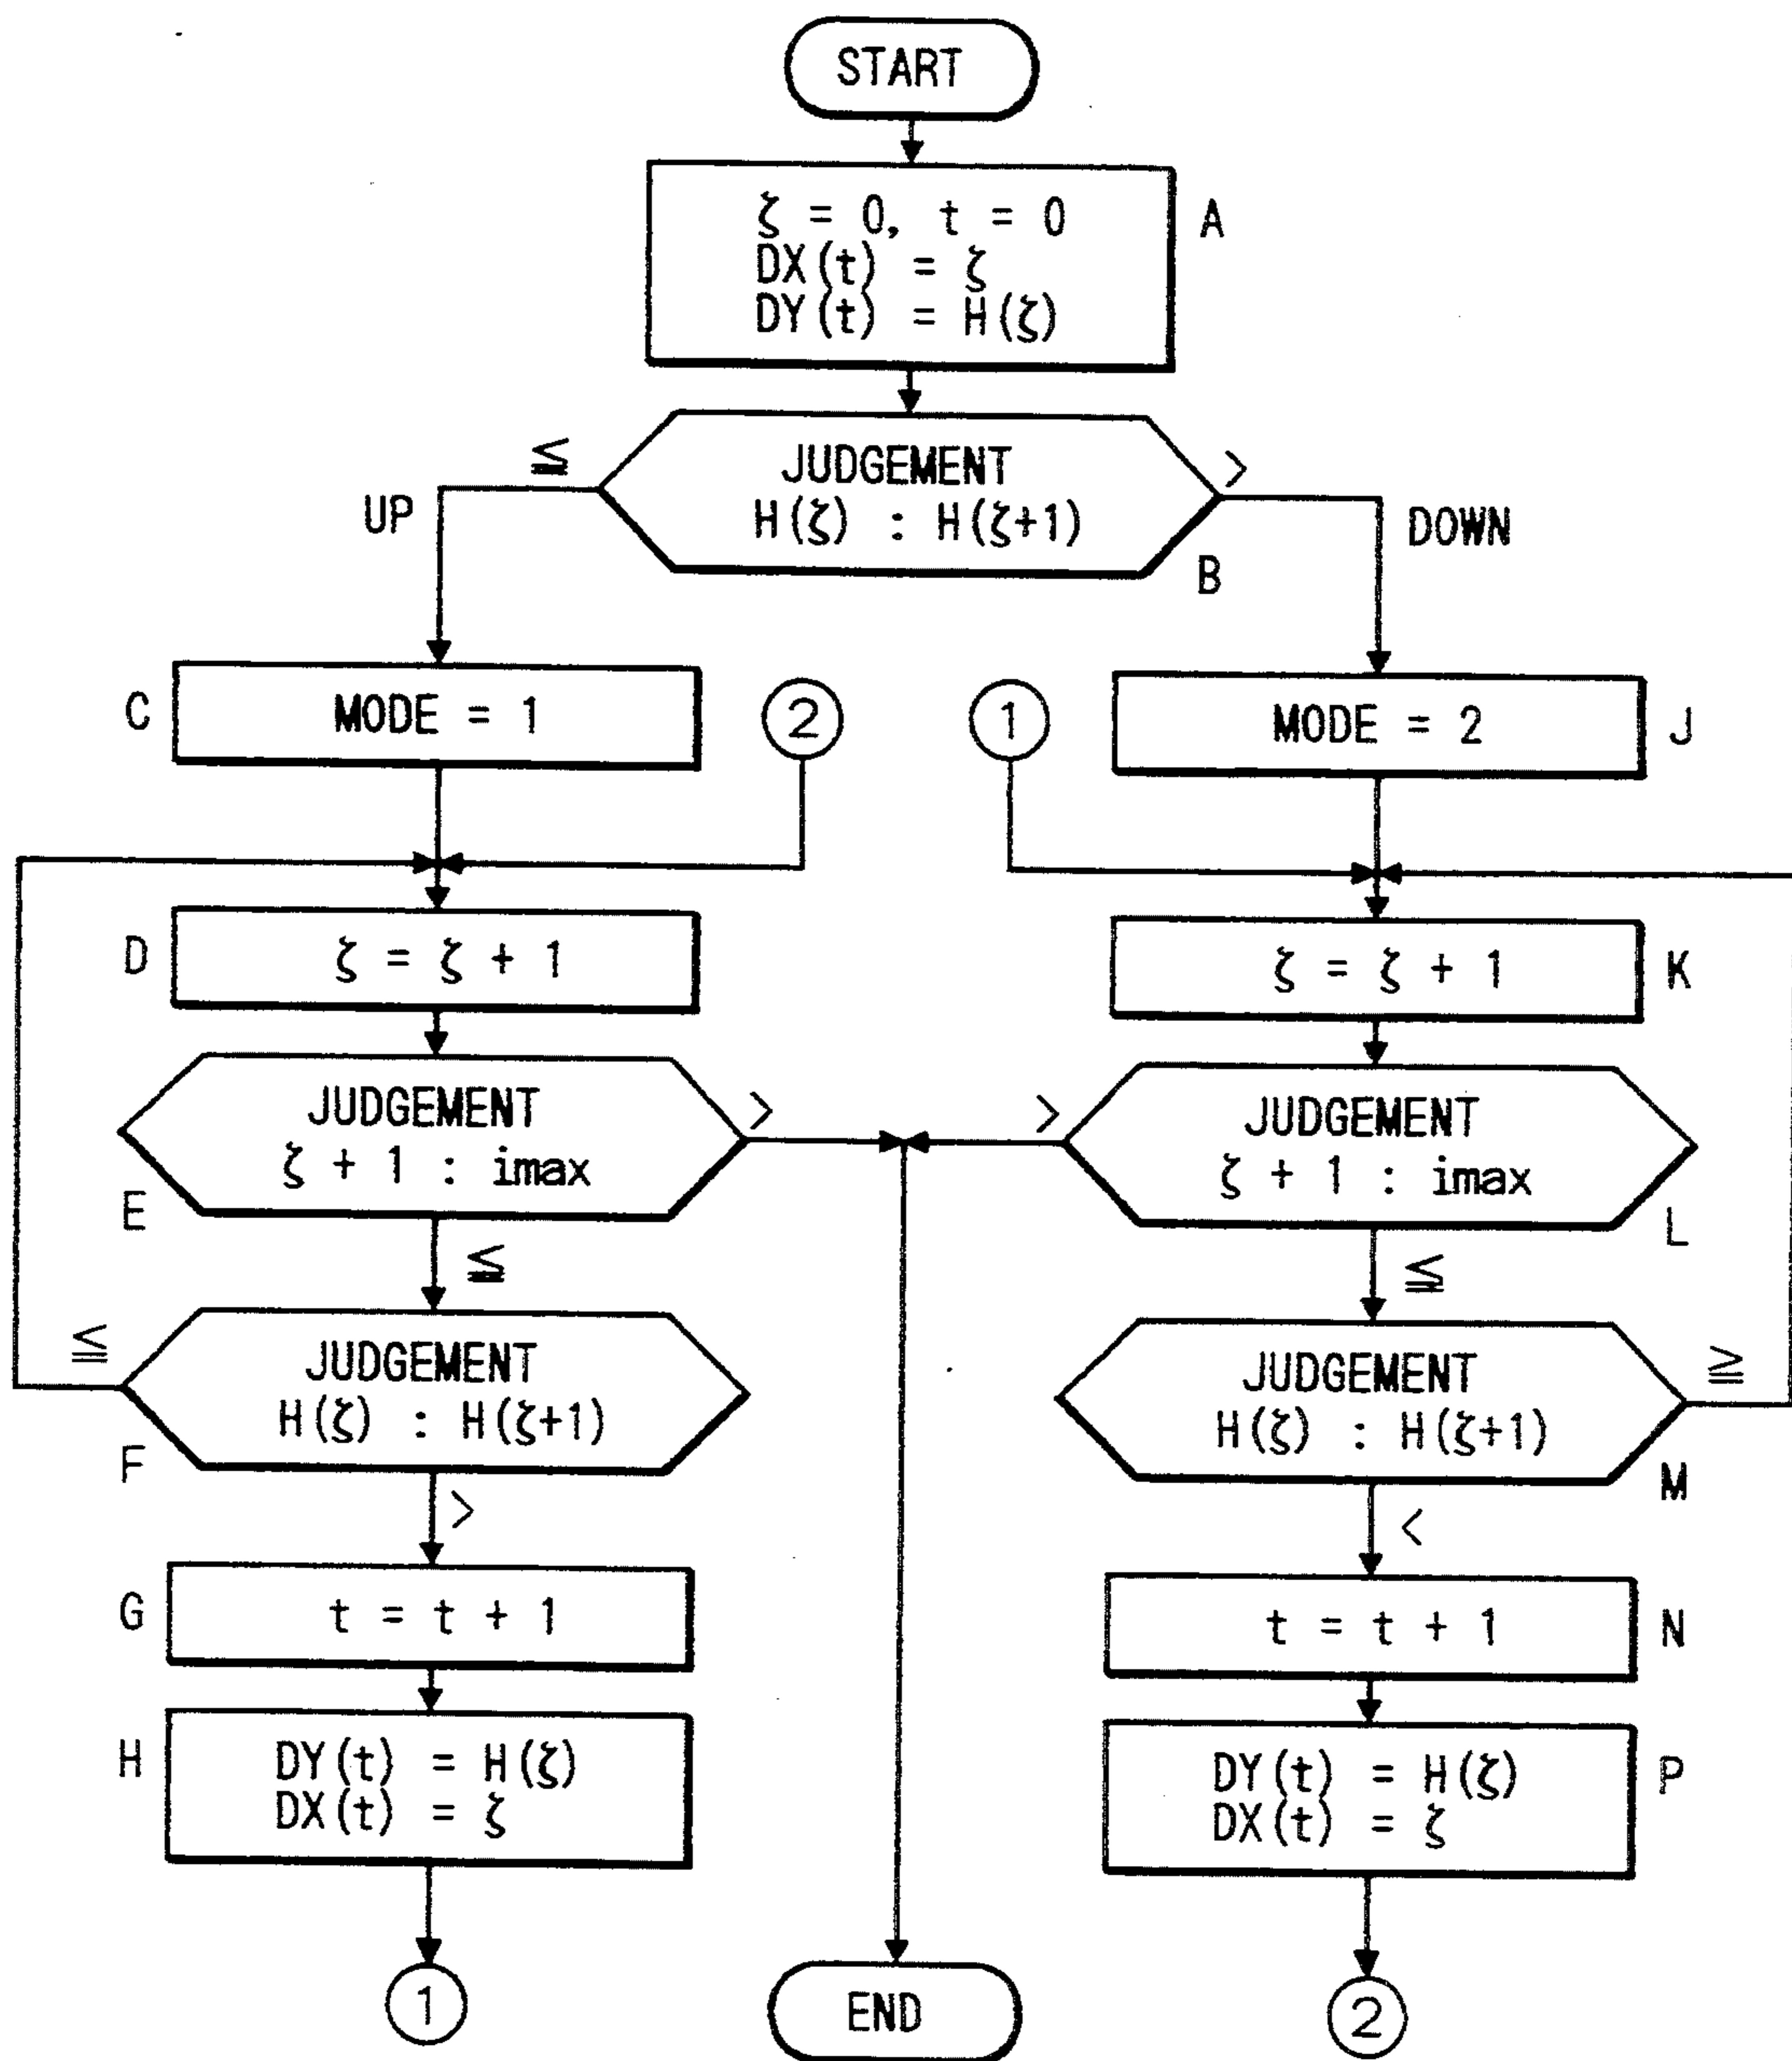 START
ζ = 0, t = 0
DX(t) = ζ
DY(t) = H(ζ)
A
≦
JUDGEMENT
H(ζ) : H(ζ+1)
>
UP
DOWN
B
C
MODE = 1
2
1
MODE = 2
J
D
ζ = ζ + 1
ζ = ζ + 1
K
JUDGEMENT
ζ + 1 : imax
>
E
≦
>
JUDGEMENT
ζ + 1 : imax
L
≦
≦
JUDGEMENT
H(ζ) : H(ζ+1)
F
>
JUDGEMENT
H(ζ) : H(ζ+1)
≧
M
<
G
t = t + 1
t = t + 1
N
H
DY(t) = H(ζ)
DX(t) = ζ
DY(t) = H(ζ)
DX(t) = ζ
P
1
END
2